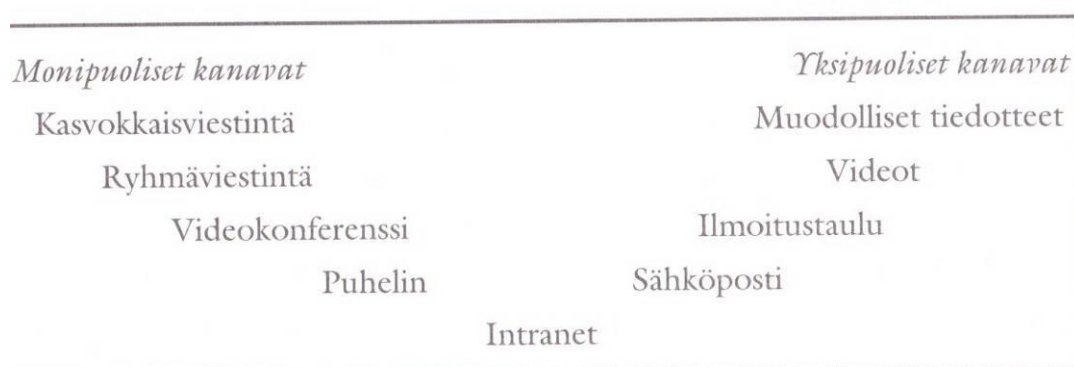 Monipuoliset kanavat Yksipuoliset kanavat
Kasvokkaisviestintä Muodolliset tiedotteet
Ryhmäviestintä Videot
Videokonferenssi Ilmoitustaulu
Puhelin Sähköposti
Intranet